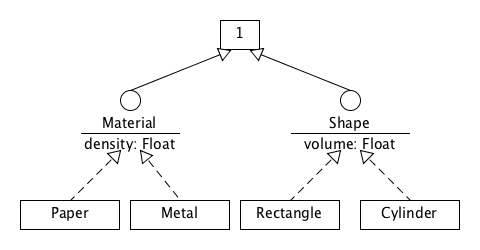 1
Material
density: Float
Shape
volume: Float
Paper
Metal
Rectangle
Cylinder